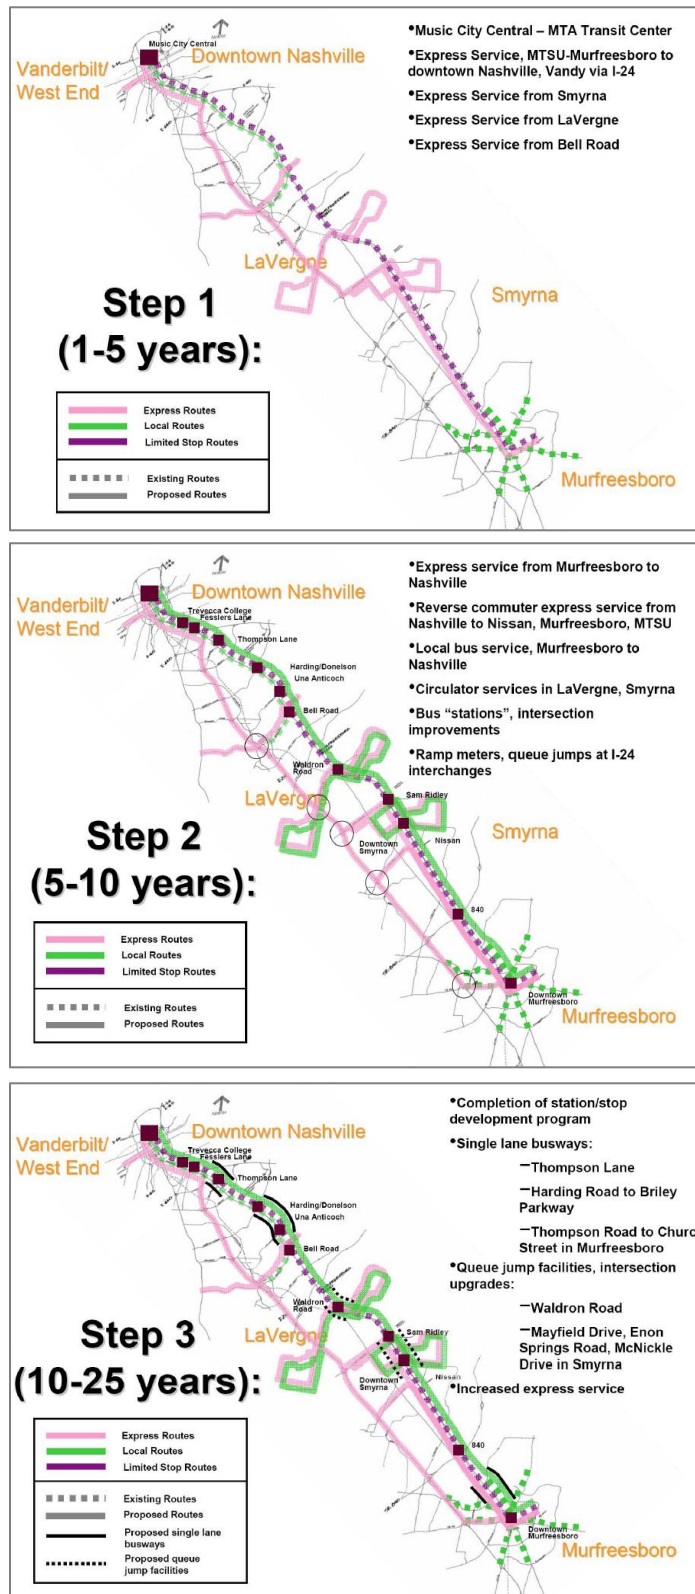 Music City Central
Downtown Nashville
Vanderbilt/
West End
•Music City Central – MTA Transit Center
•Express Service, MTSU-Murfreesboro to
downtown Nashville, Vandy via I-24
•Express Service from Smyrna
•Express Service from LaVergne
•Express Service from Bell Road
LaVergne
Smyrna
Step 1
(1-5 years):
Express Routes
Local Routes
Limited Stop Routes
Existing Routes
Proposed Routes
Murfreesboro
Downtown Nashville
Vanderbilt/
West End
Trevecca College
Fesslers Lane
Thompson Lane
Harding/Donelson
Una Anticoch
Bell Road
•Express service from Murfreesboro to
Nashville
•Reverse commuter express service from
Nashville to Nissan, Murfreesboro, MTSU
•Local bus service, Murfreesboro to
Nashville
•Circulator services in LaVergne, Smyrna
•Bus “stations”, intersection
improvements
•Ramp meters, queue jumps at I-24
interchanges
Waldron
Road
LaVergne
Sam Ridley
Smyrna
Nissan
Downtown
Smyrna
Step 2
(5-10 years):
840
Express Routes
Local Routes
Limited Stop Routes
Existing Routes
Proposed Routes
Downtown
Murfreesboro
Murfreesboro
Downtown Nashville
Vanderbilt/
West End
Trevecca College
Fesslers Lane
Thompson Lane
Harding/Donelson
Una Anticoch
Bell Road
•Completion of station/stop
development program
•Single lane busways:
–Thompson Lane
–Harding Road to Briley
Parkway
–Thompson Road to Churc
Street in Murfreesboro
•Queue jump facilities, intersection
upgrades:
–Waldron Road
–Mayfield Drive, Enon
Springs Road, McNickle
Drive in Smyrna
•Increased express service
Waldron
Road
LaVergne
Sam Ridley
Nissan
Downtown
Smyrna
Step 3
(10-25 years):
840
Express Routes
Local Routes
Limited Stop Routes
Existing Routes
Proposed Routes
Proposed single lane
busways
Proposed queue
jump facilities
Downtown
Murfreesboro
Murfreesboro